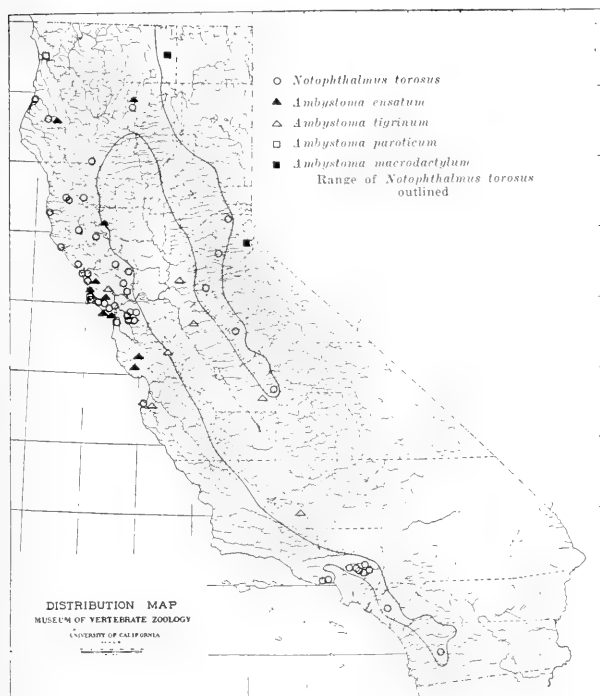 Notophthalmus torosus
Ambystoma ensatum
Ambystoma tigrinum
Ambystoma paroticum
Ambystoma macrodactylum
Range of Notophthalmus torosus
outlined
DISTRIBUTION MAP
MUSEUM OF VERTEBRATE ZOOLOGY
UNIVERSITY OF CALIFORNIA